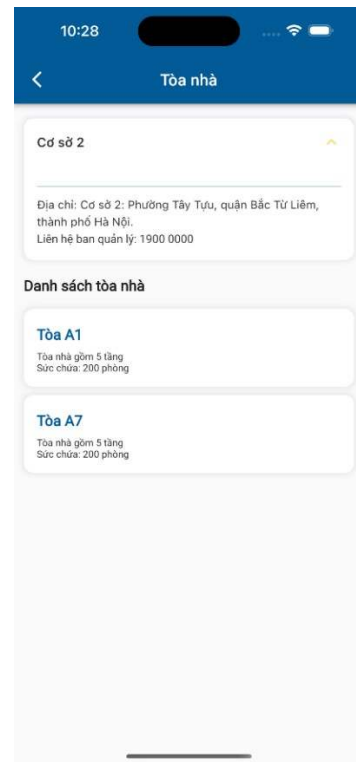 10:28
Tòa nhà
Cơ sở 2
Địa chỉ: Cơ sở 2: Phường Tây Tựu, quận Bắc Từ Liêm,
thành phố Hà Nội.
Liên hệ ban quản lý: 1900 0000
Danh sách tòa nhà
Tòa A1
Tòa nhà gồm 5 tầng
Sức chứa: 200 phòng
Tòa A7
Tòa nhà gồm 5 tầng
Sức chứa: 200 phòng